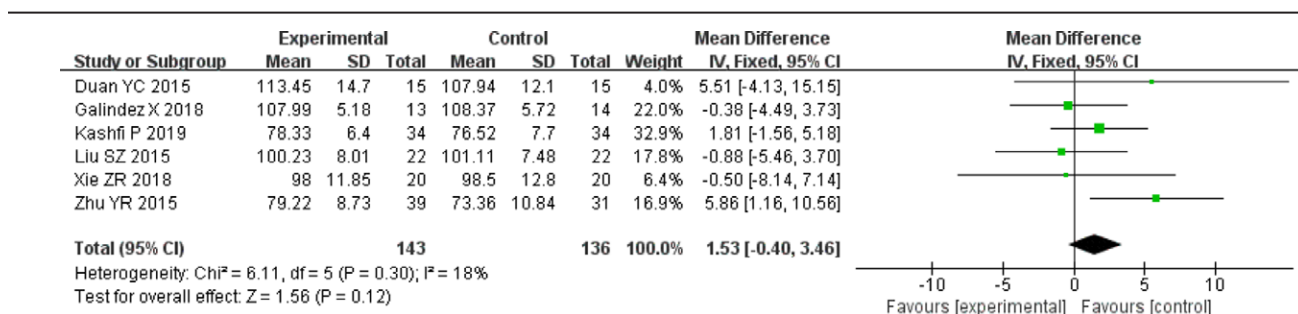 Experimental Control Mean Difference Mean Difference
Study or Subgroup Mean SD Total Mean SD Total Weight IV, Fixed, 95% CI IV, Fixed, 95% CI
Duan YC 2015 113.45 14.7 15 107.94 12.1 15 4.0% 5.51 [-4.13, 15.15]
Galindez X 2018 107.99 5.18 13 108.37 5.72 14 22.0% -0.38 [-4.49, 3.73]
Kashfi P 2019 78.33 6.4 34 76.52 7.7 34 32.9% 1.81 [-1.56, 5.18]
Liu SZ 2015 100.23 8.01 22 101.11 7.48 22 17.8% -0.88 [-5.46, 3.70]
Xie ZR 2018 98 11.85 20 98.5 12.8 20 6.4% -0.50 [-8.14, 7.14]
Zhu YR 2015 79.22 8.73 39 73.36 10.84 31 16.9% 5.86 [1.16, 10.56]
Total (95% CI) 143 136 100.0% 1.53 [-0.40, 3.46]
Heterogeneity: Chi² = 6.11, df = 5 (P = 0.30); I² = 18%
Test for overall effect: Z = 1.56 (P = 0.12)
-10 -5 0 5 10
Favours [experimental] Favours [control]